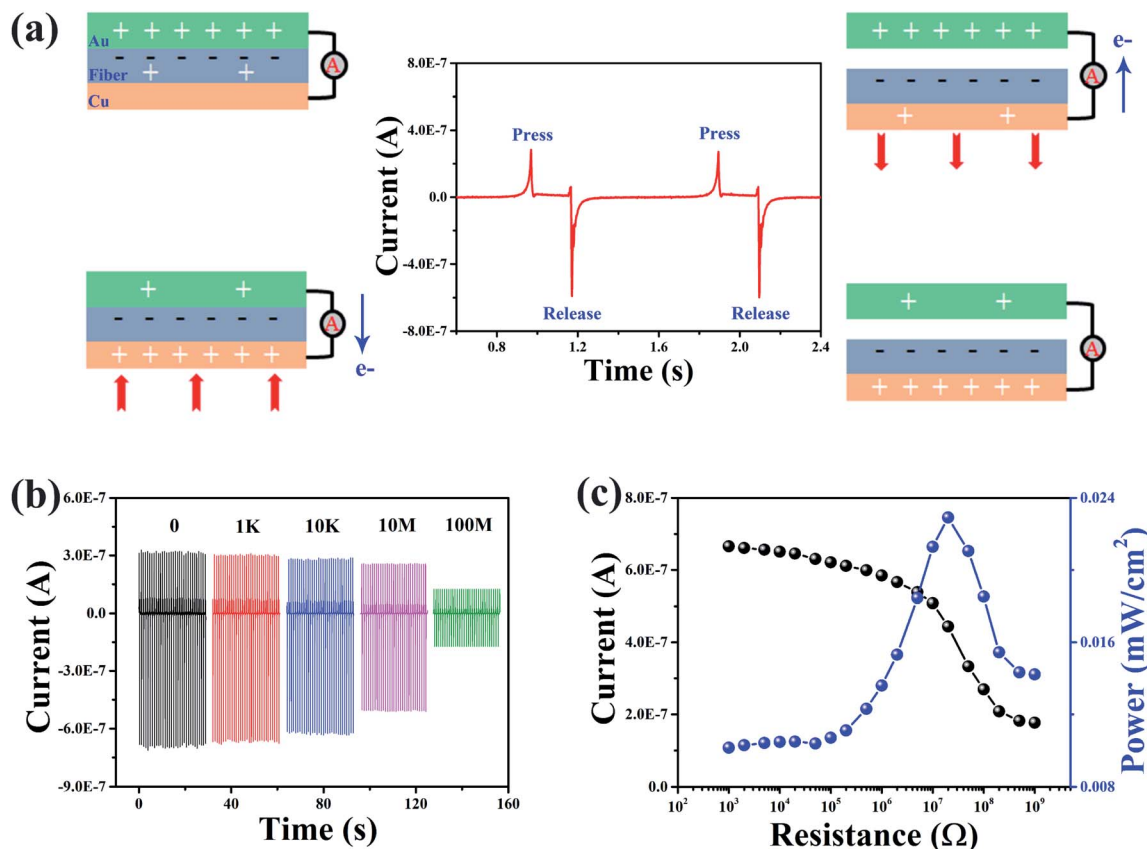 (a)
+ + + + + +
Au
- - - - - -
Fiber
+ +
Cu
A
8.0E-7
4.0E-7
0.0
-4.0E-7
-8.0E-7
Current (A)
Press
Press
Release
Release
0.8
1.2
1.6
2.0
2.4
Time (s)
+ + + + + +
- - - - - -
+ +
A
e-
+ +
- - - - - -
+ + + + + +
A
e-
+ +
- - - - - -
+ + + + + +
A
(b)
6.0E-7
3.0E-7
0.0
-3.0E-7
-6.0E-7
-9.0E-7
Current (A)
0
1K
10K
10M
100M
0
40
80
120
160
Time (s)
(c)
8.0E-7
6.0E-7
4.0E-7
2.0E-7
0.0
Current (A)
0.024
0.016
0.008
Power (mW/cm²)
10²
10³
10⁴
10⁵
10⁶
10⁷
10⁸
10⁹
Resistance (Ω)